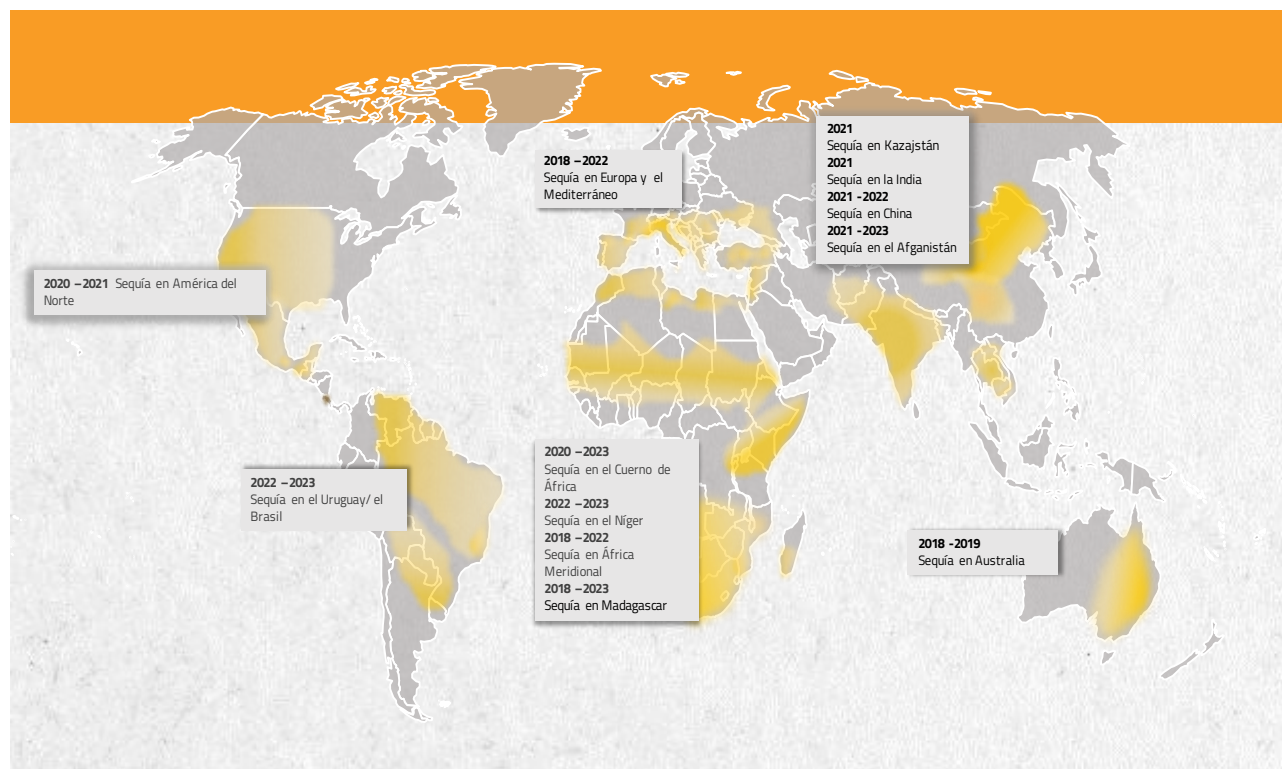 2018 –2022
Sequía en Europa y el
Mediterráneo
2021
Sequía en Kazajstán
2021
Sequía en la India
2021 -2022
Sequía en China
2021 -2023
Sequía en el Afganistán
2020 –2021 Sequía en América del
Norte
2022 –2023
Sequía en el Uruguay/ el
Brasil
2020 –2023
Sequía en el Cuerno de
África
2022 –2023
Sequía en el Níger
2018 –2022
Sequía en África
Meridional
2018 –2023
Sequía en Madagascar
2018 -2019
Sequía en Australia